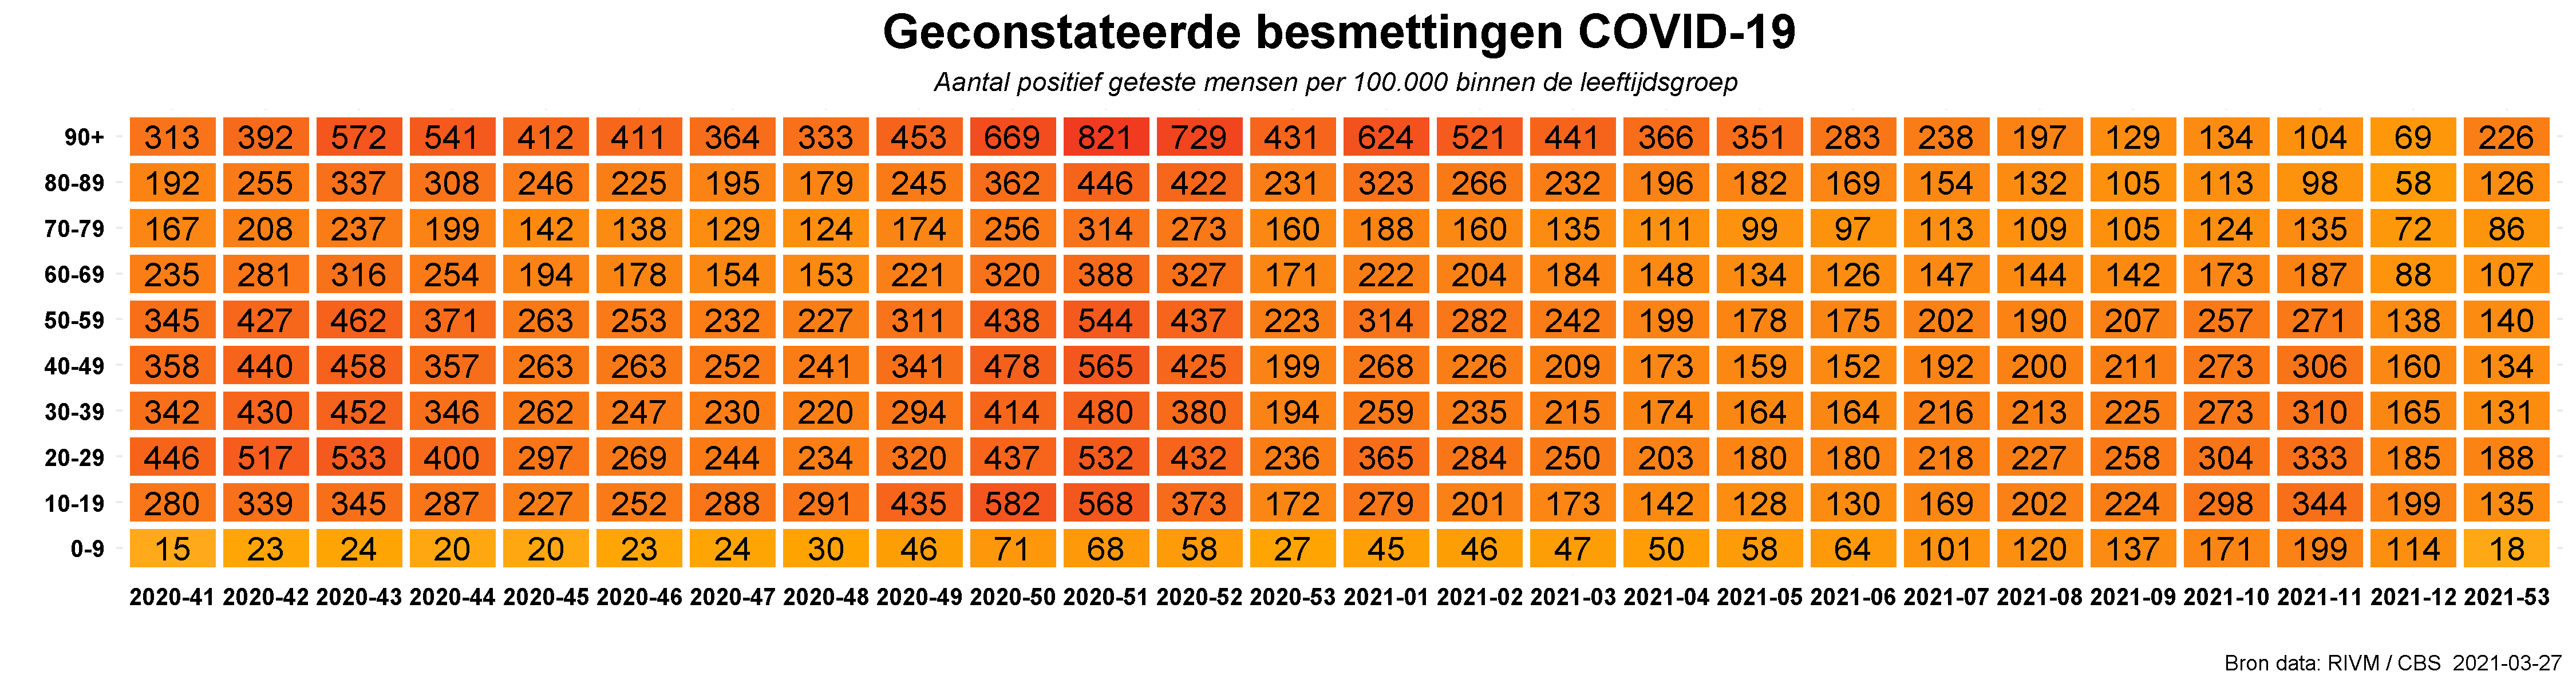 Geconstateerde besmettingen COVID-19
Aantal positief geteste mensen per 100.000 binnen de leeftijdsgroep
90+ 313 392 572 541 412 411 364 333 453 669 821 729 431 624 521 441 366 351 283 238 197 129 134 104 69 226
80-89 192 255 337 308 246 225 195 179 245 362 446 422 231 323 266 232 196 182 169 154 132 105 113 98 58 126
70-79 167 208 237 199 142 138 129 124 174 256 314 273 160 188 160 135 111 99 97 113 109 105 124 135 72 86
60-69 235 281 316 254 194 178 154 153 221 320 388 327 171 222 204 184 148 134 126 147 144 142 173 187 88 107
50-59 345 427 462 371 263 253 232 227 311 438 544 437 223 314 282 242 199 178 175 202 190 207 257 271 138 140
40-49 358 440 458 357 263 263 252 241 341 478 565 425 199 268 226 209 173 159 152 192 200 211 273 306 160 134
30-39 342 430 452 346 262 247 230 220 294 414 480 380 194 259 235 215 174 164 164 216 213 225 273 310 165 131
20-29 446 517 533 400 297 269 244 234 320 437 532 432 236 365 284 250 203 180 180 218 227 258 304 333 185 188
10-19 280 339 345 287 227 252 288 291 435 582 568 373 172 279 201 173 142 128 130 169 202 224 298 344 199 135
0-9 15 23 24 20 20 23 24 30 46 71 68 58 27 45 46 47 50 58 64 101 120 137 171 199 114 18
2020-41 2020-42 2020-43 2020-44 2020-45 2020-46 2020-47 2020-48 2020-49 2020-50 2020-51 2020-52 2020-53 2021-01 2021-02 2021-03 2021-04 2021-05 2021-06 2021-07 2021-08 2021-09 2021-10 2021-11 2021-12 2021-53
Bron data: RIVM / CBS 2021-03-27